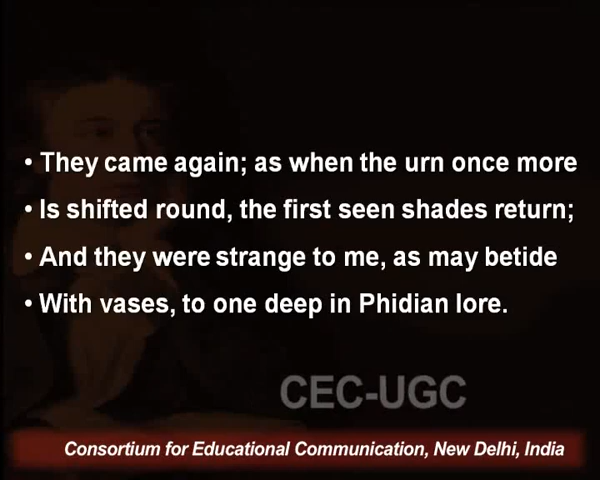 • They came again; as when the urn once more
• Is shifted round, the first seen shades return;
• And they were strange to me, as may betide
• With vases, to one deep in Phidian lore.
CEC-UGC
Consortium for Educational Communication, New Delhi, India